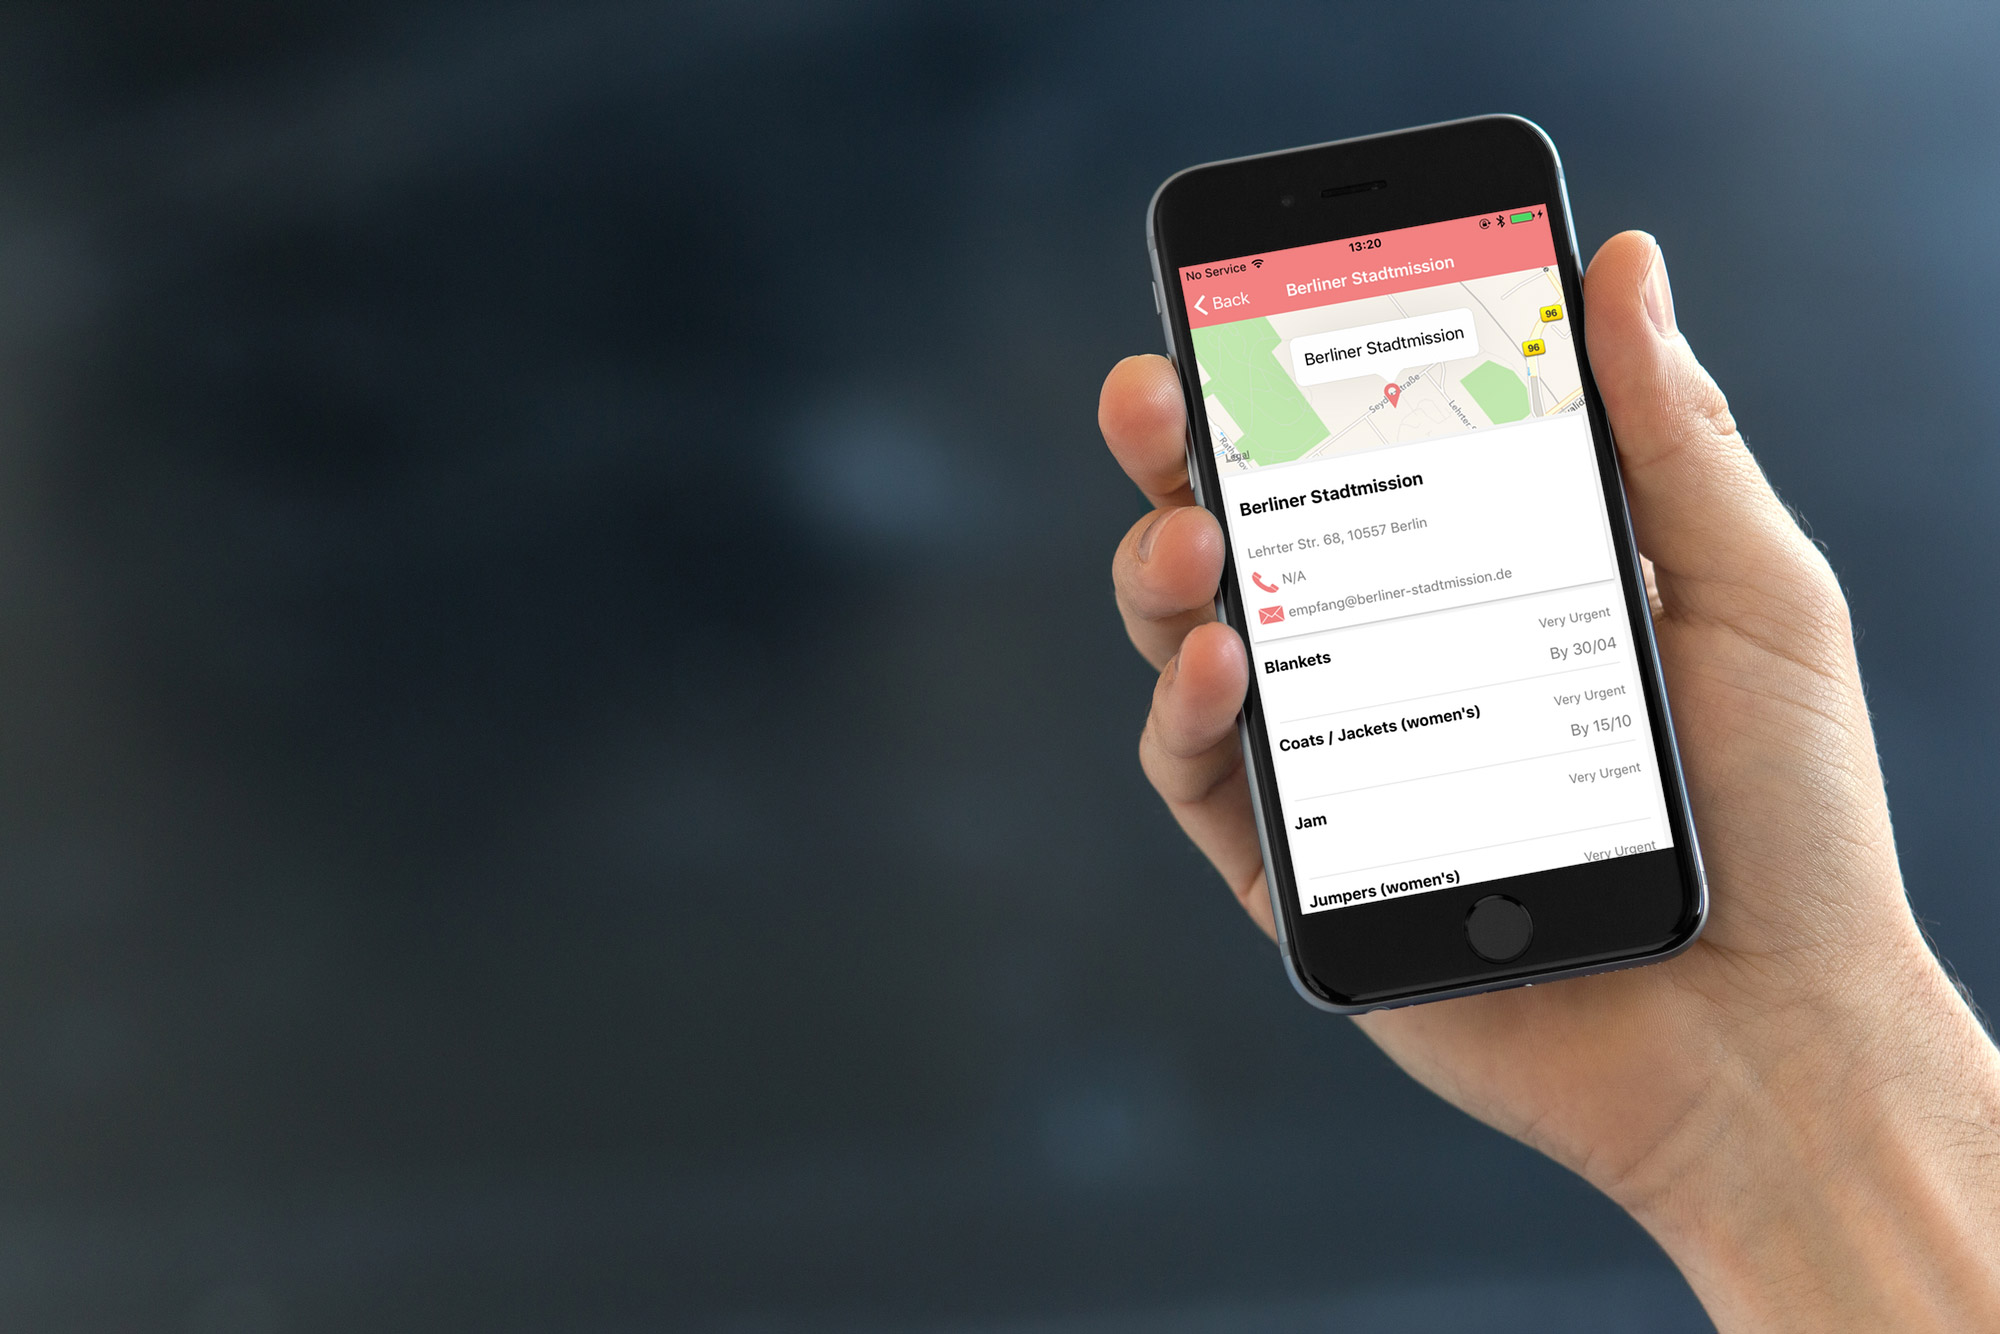 No Service 13:20
Back Berliner Stadtmission
96
Berliner Stadtmission
96
Lehrter
Legal
Berliner Stadtmission
Lehrter Str. 68, 10557 Berlin
N/A
empfang@berliner-stadtmission.de
Very Urgent
Blankets By 30/04
Very Urgent
Coats / Jackets (women's) By 15/10
Very Urgent
Jam
Very Urgent
Jumpers (women's)